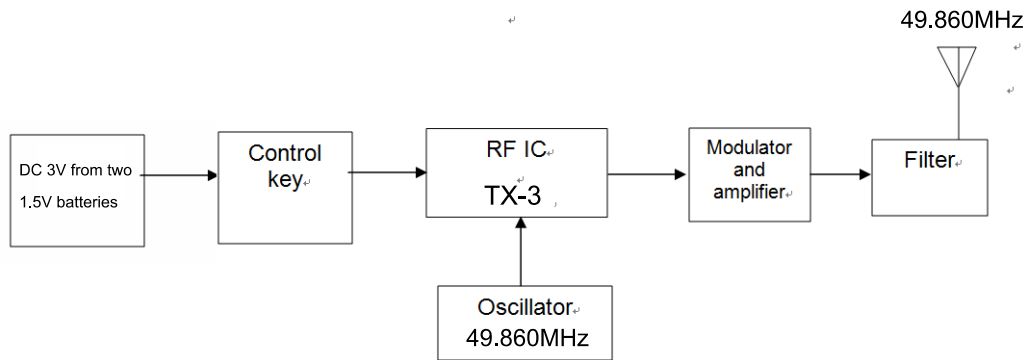 49.860MHz
DC 3V from two
1.5V batteries
Control
key
RF IC
TX-3
Modulator
and
amplifier
Filter
Oscillator
49.860MHz